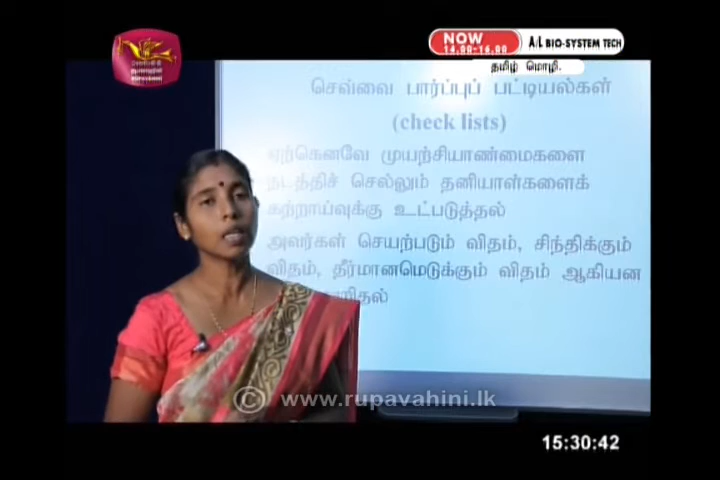 NOW
14.00-16.00
A/L BIO-SYSTEM TECH
தமிழ் மொழி.
செவ்வை பார்ப்புப் பட்டியல்கள்
(check lists)
ஏற்கெனவே முயற்சியாண்மைகளை
நடத்திச் செல்லும் தனியாள்களைக்
கற்றாய்வுக்கு உட்படுத்தல்
அவர்கள் செயற்படும் விதம், சிந்திக்கும்
விதம், தீர்மானமெடுக்கும் விதம் ஆகியன
© www.rupavahini.lk
15:30:42